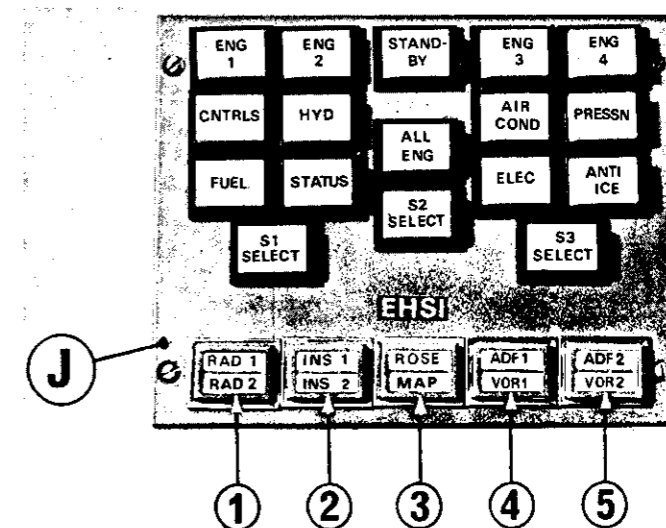 ENG 1
ENG 2
STAND-BY
ENG 3
ENG 4
CNTRLS
HYD
ALL ENG
AIR COND
PRESSN
FUEL
STATUS
S2 SELECT
ELEC
ANTI ICE
S1 SELECT
S3 SELECT
EHSI
J
RAD 1
RAD 2
INS 1
INS 2
ROSE
MAP
ADF1
VOR1
ADF2
VOR2
1
2
3
4
5